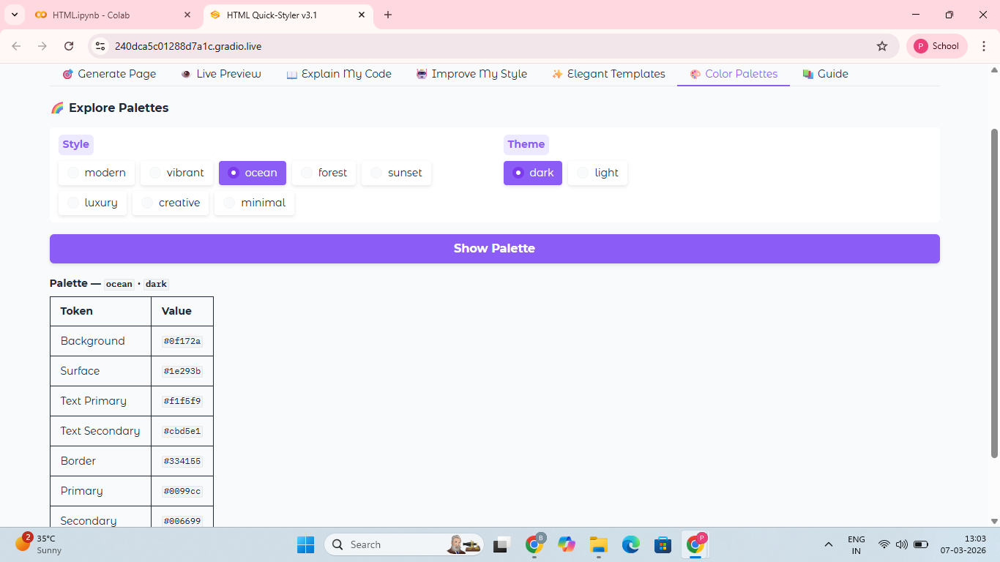 HTML.ipynb - Colab
HTML Quick-Styler v3.1
240dca5c01288d7a1c.gradio.live
P School
🎯 Generate Page 👁️ Live Preview 📖 Explain My Code Improve My Style ✨ Elegant Templates 🎨 Color Palettes 📚 Guide
🌈 Explore Palettes
Style Theme
modern vibrant ocean forest sunset dark light
luxury creative minimal
Show Palette
Palette — ocean · dark
Token Value
Background #0f172a
Surface #1e293b
Text Primary #f1f5f9
Text Secondary #cbd5e1
Border #334155
Primary #0099cc
Secondary #006699
2 35°C
Sunny
Search
B
P
ENG
IN
13:03
07-03-2026